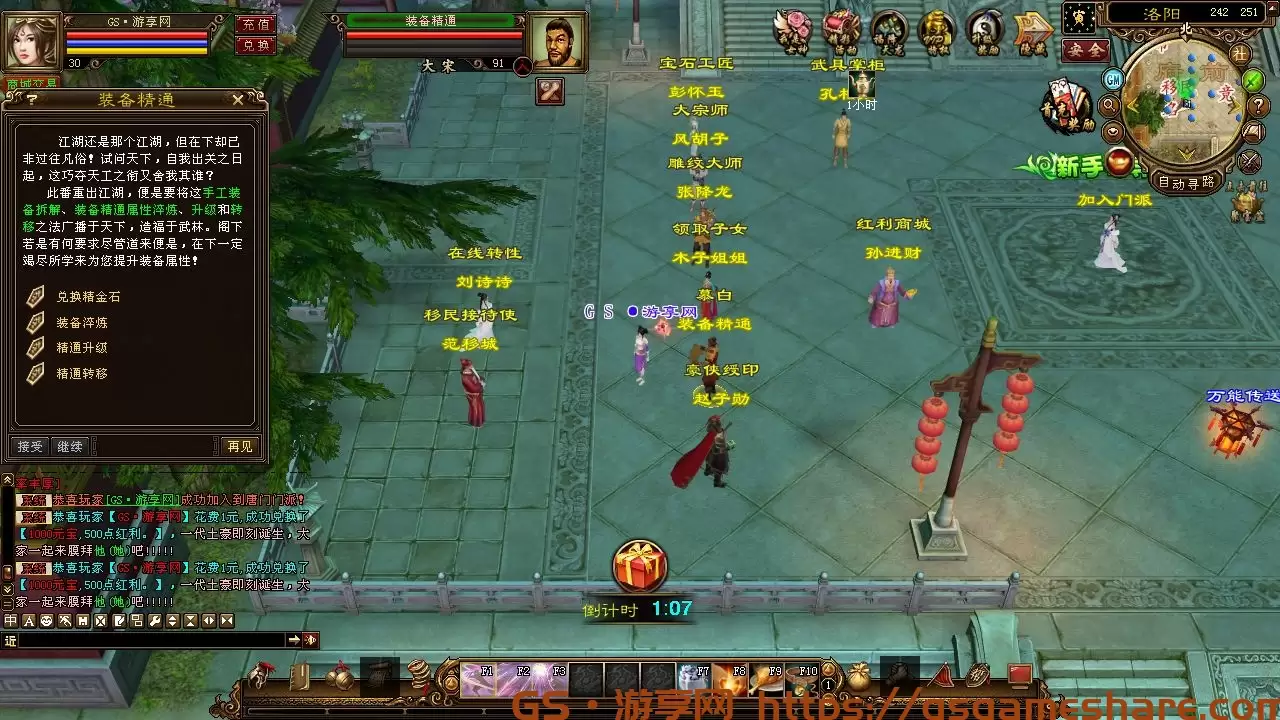 GS·游享网
充值
兑换
30
商城交易
装备精通
大宋
91
洛阳
242 251
北
安全
GM
社
自动寻路
新手
1小时
?
装备精通
江湖还是那个江湖，但在下却已
非过往凡俗！试问天下，自我出关之日
起，这巧夺天工之衔又舍我其谁？
此番重出江湖，便是要将这手工装
备拆解、装备精通属性淬炼、升级和转
移之法广播于天下，造福于武林。阁下
若是有何要求尽管道来便是，在下一定
竭尽所学来为您提升装备属性！
兑换精金石
装备淬炼
精通升级
精通转移
接受
继续
再见
宝石工匠
彭怀玉
大宗师
风胡子
雕纹大师
张降龙
领取子女
木子姐姐
慕白
装备精通
豪侠绶印
赵子勋
武具掌柜
在线转性
刘诗诗
移民接待使
范移城
GS 游享网
红利商城
孙进财
加入门派
万能传送
恭喜玩家[GS·游享网]成功加入到唐门门派！
恭喜玩家【GS·游享网】花费1元,成功兑换了
【1000元宝,500点红利。】，一代土豪即刻诞生，大
家一起来膜拜他(她)吧!!!!!
恭喜玩家【GS·游享网】花费1元,成功兑换了
【1000元宝,500点红利。】，一代土豪即刻诞生，大
家一起来膜拜他(她)吧!!!!!
近
倒计时 1:07
F1 F2 F3 F7 F8 F9 F10
1
GS·游享网 https://gsgameshare.com